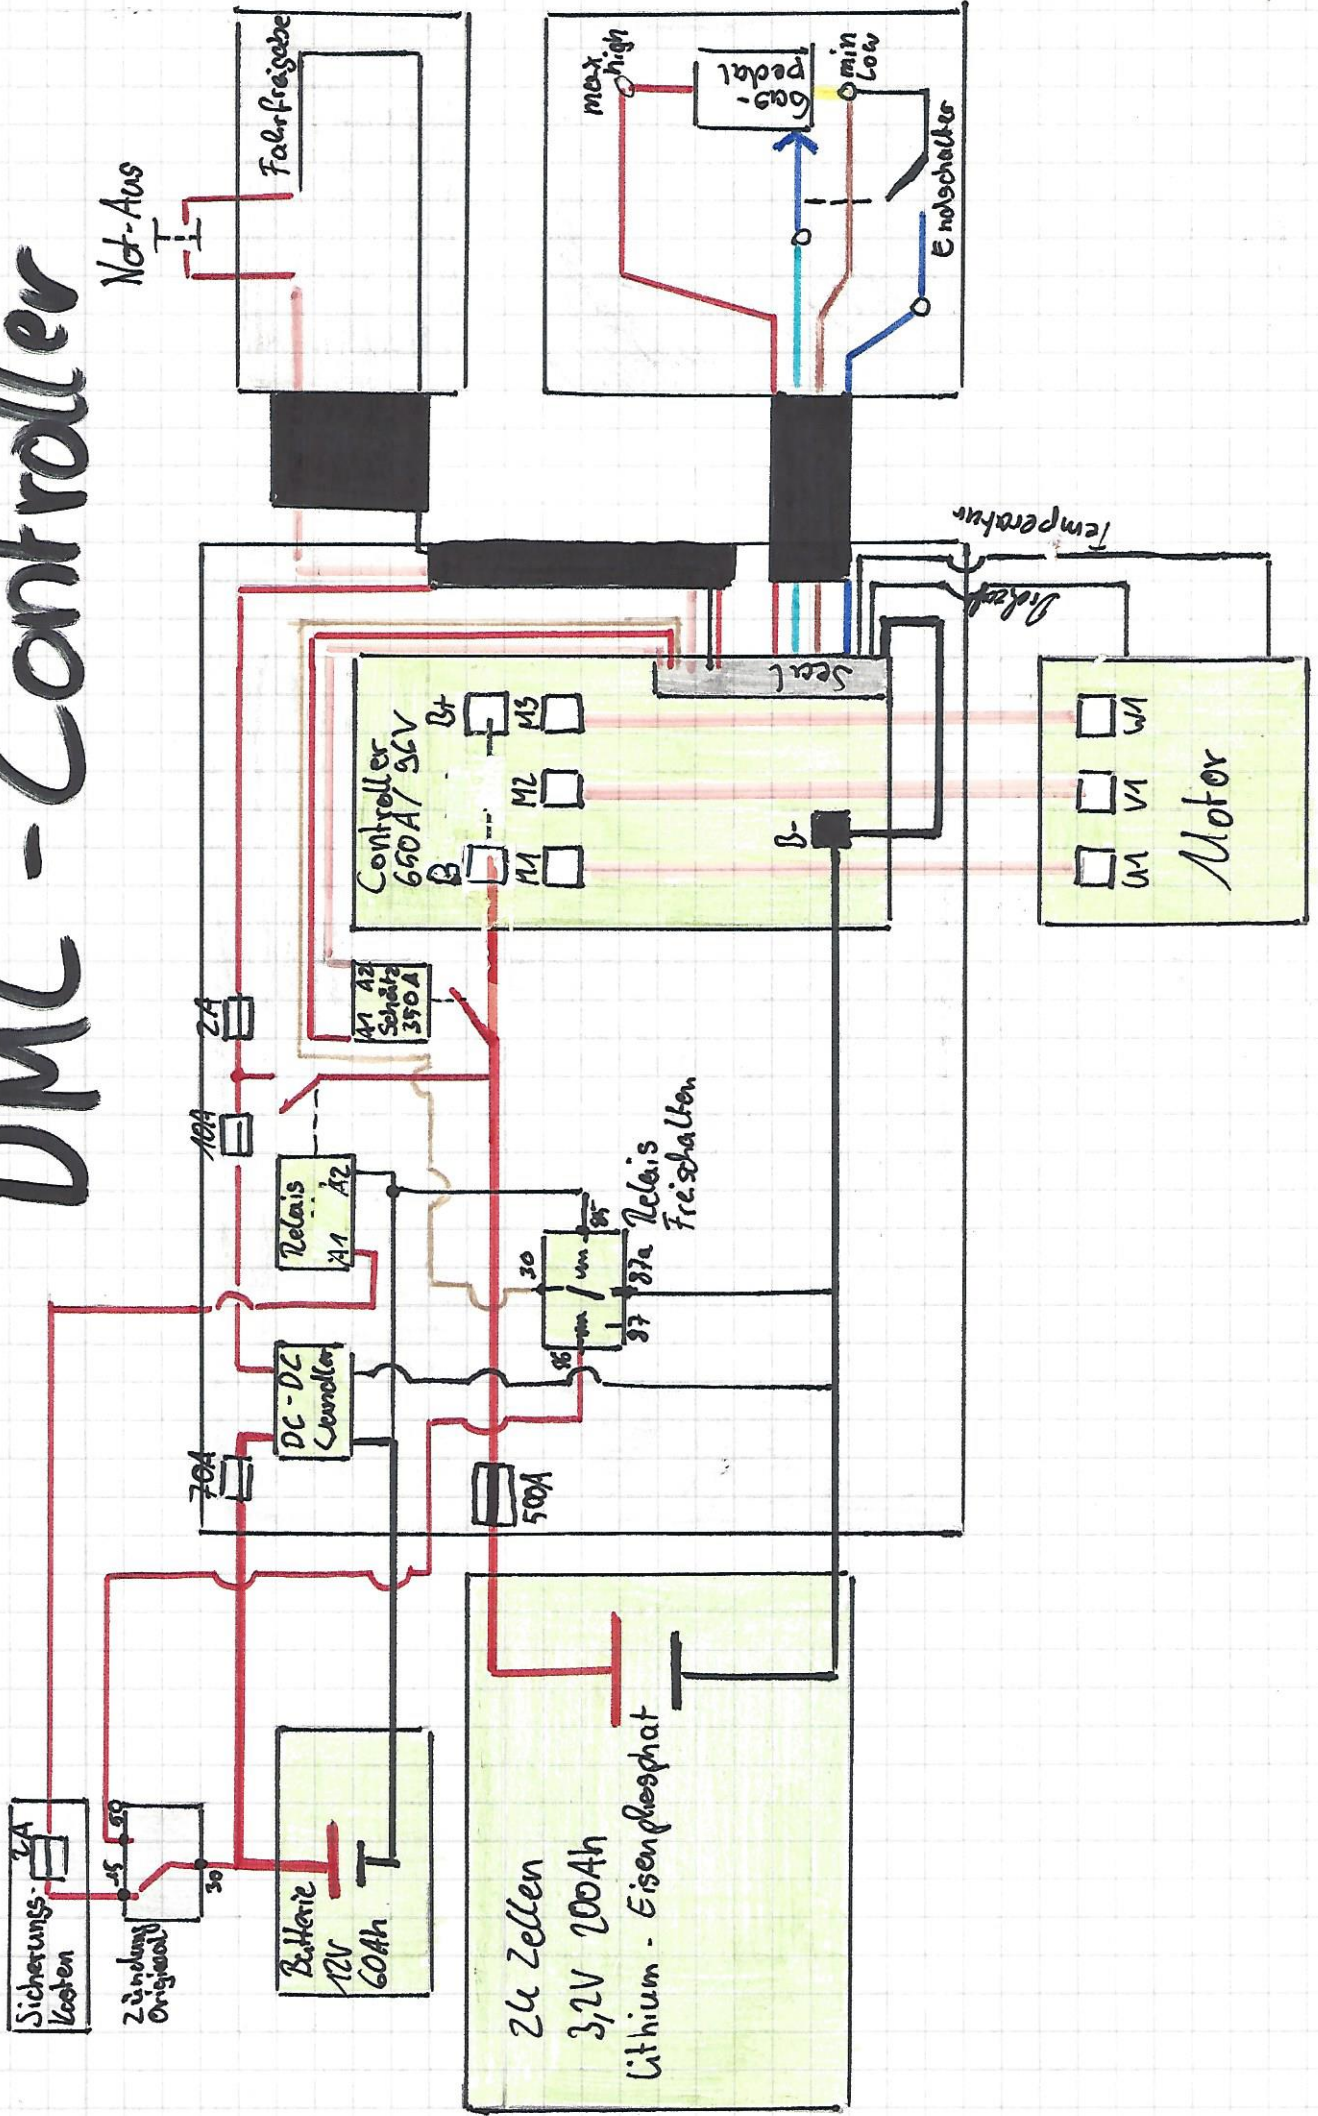 DMC - Controller
Sicherungs-
kasten
2A
Zündung
Original
15
50
30
Batterie
12V
60Ah
24 Zellen
3,2V 200Ah
Lithium - Eisenphosphat
70A
DC-DC
Wandler
500A
10A
2A
Relais
A1 A2
86
30
85
87
87a
Relais
Freischalten
A1 A2
Schütz
350A
Controller
650A/96V
B
B+
M1
M2
M3
B-
Seal
Not-Aus
Fahrfreigabe
max
high
Gas-
pedal
min
Low
Endschalter
Temperatur
Drehzahl
U1
V1
W1
Motor